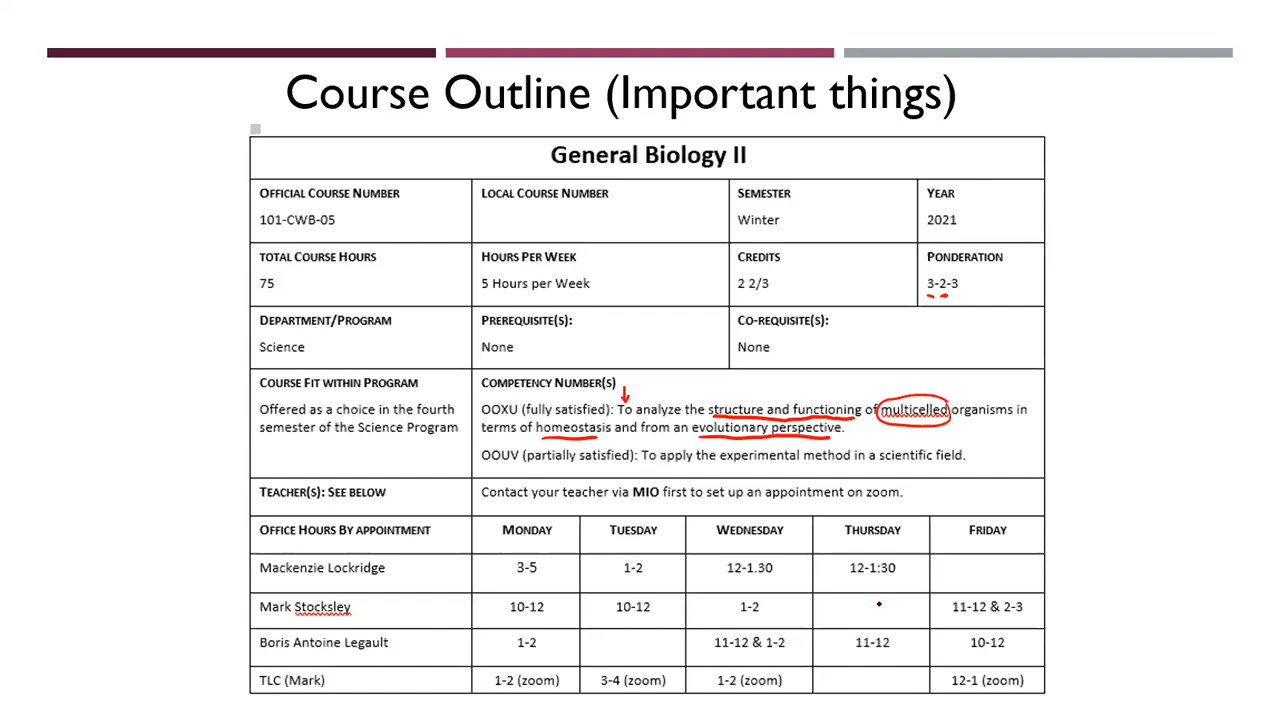 Course Outline (Important things)
General Biology II
OFFICIAL COURSE NUMBER LOCAL COURSE NUMBER SEMESTER YEAR
101-CWB-05 Winter 2021
TOTAL COURSE HOURS HOURS PER WEEK CREDITS PONDERATION
75 5 Hours per Week 2 2/3 3-2-3
DEPARTMENT/PROGRAM PREREQUISITE(S): CO-REQUISITE(S):
Science None None
COURSE FIT WITHIN PROGRAM COMPETENCY NUMBER(S)
Offered as a choice in the fourth OOXU (fully satisfied): To analyze the structure and functioning of multicelled organisms in
semester of the Science Program terms of homeostasis and from an evolutionary perspective.
OOUV (partially satisfied): To apply the experimental method in a scientific field.
TEACHER(S): SEE BELOW Contact your teacher via MIO first to set up an appointment on zoom.
OFFICE HOURS BY APPOINTMENT MONDAY TUESDAY WEDNESDAY THURSDAY FRIDAY
Mackenzie Lockridge 3-5 1-2 12-1.30 12-1:30
Mark Stocksley 10-12 10-12 1-2 11-12 & 2-3
Boris Antoine Legault 1-2 11-12 & 1-2 11-12 10-12
TLC (Mark) 1-2 (zoom) 3-4 (zoom) 1-2 (zoom) 12-1 (zoom)